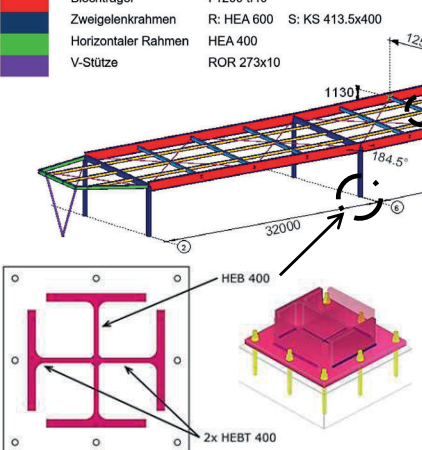 Zweigelenkrahmen R: HEA 600 S: KS 413.5x400
Horizontaler Rahmen HEA 400
V-Stütze ROR 273x10
1130
184.5°
32000
2
6
HEB 400
2x HEBT 400